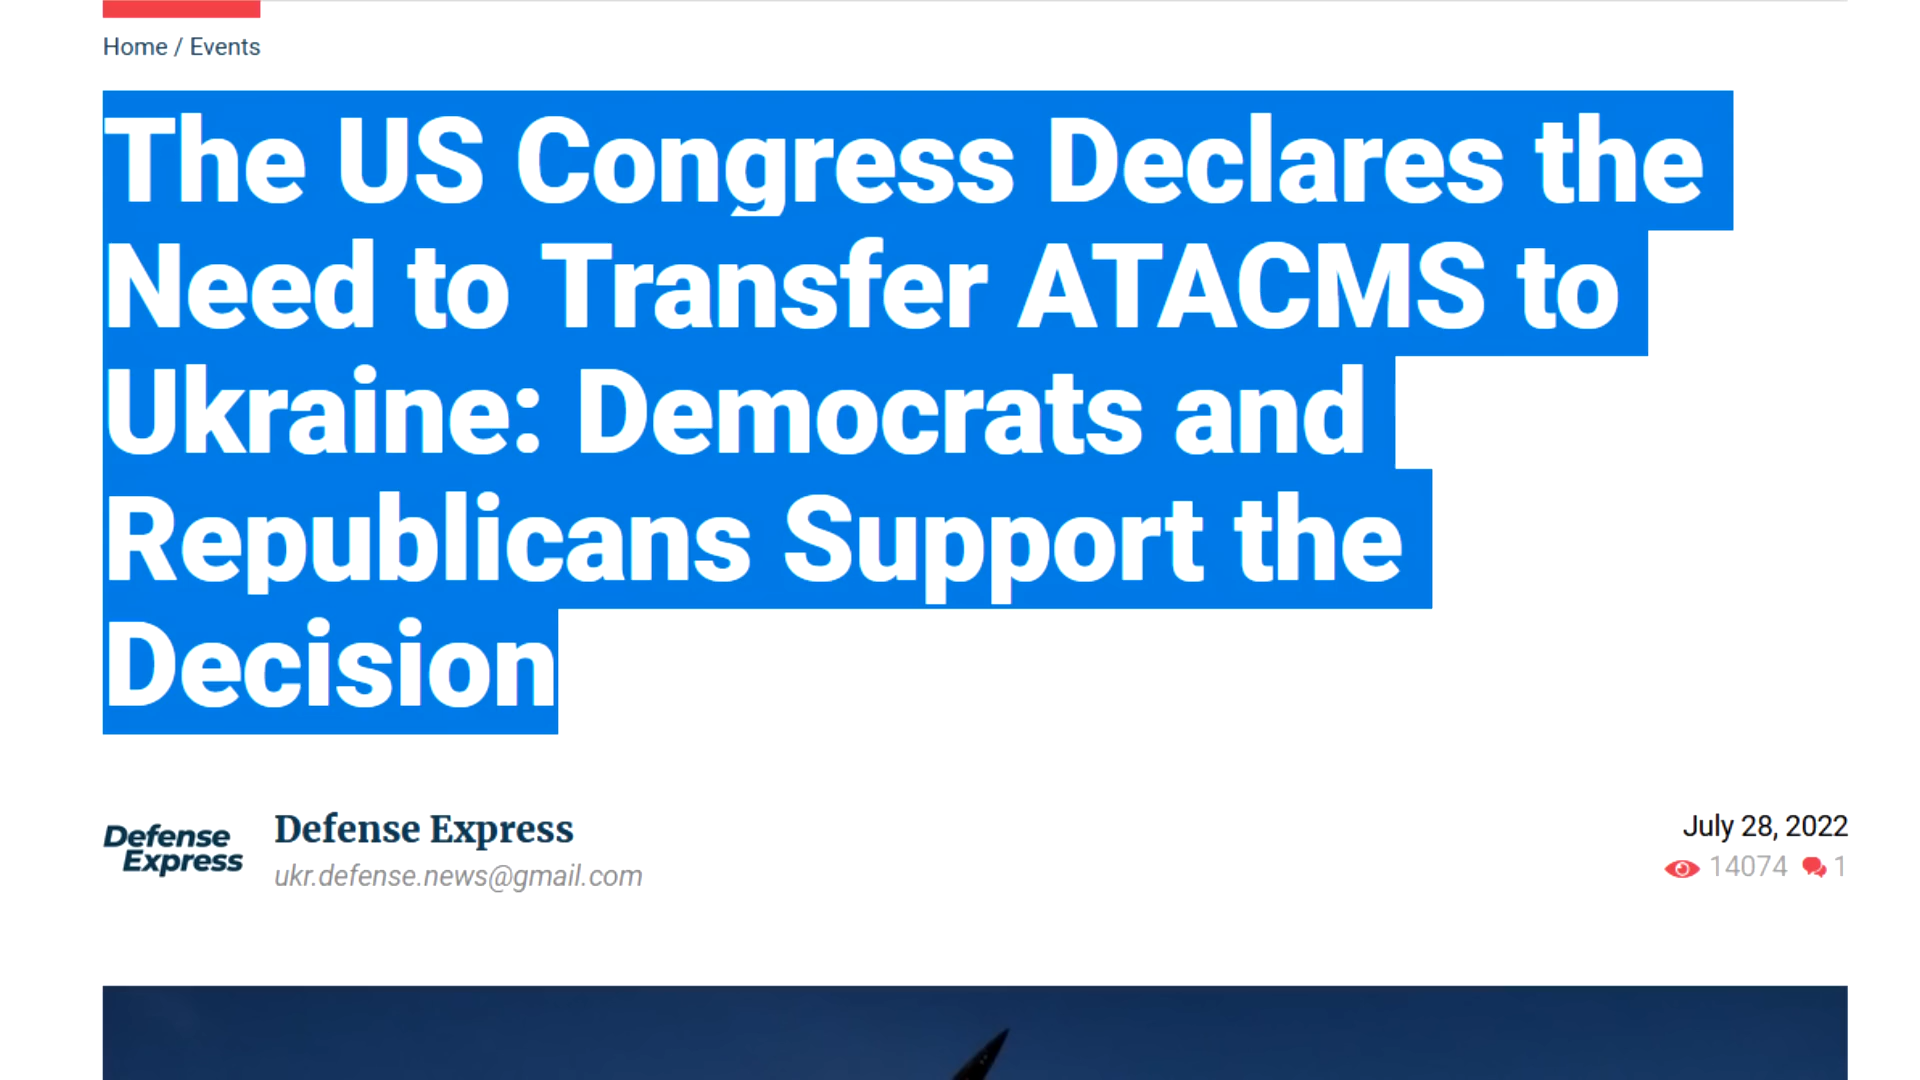 Home / Events
The US Congress Declares the
Need to Transfer ATACMS to
Ukraine: Democrats and
Republicans Support the
Decision
Defense
Express
Defense Express
ukr.defense.news@gmail.com
July 28, 2022
14074 1